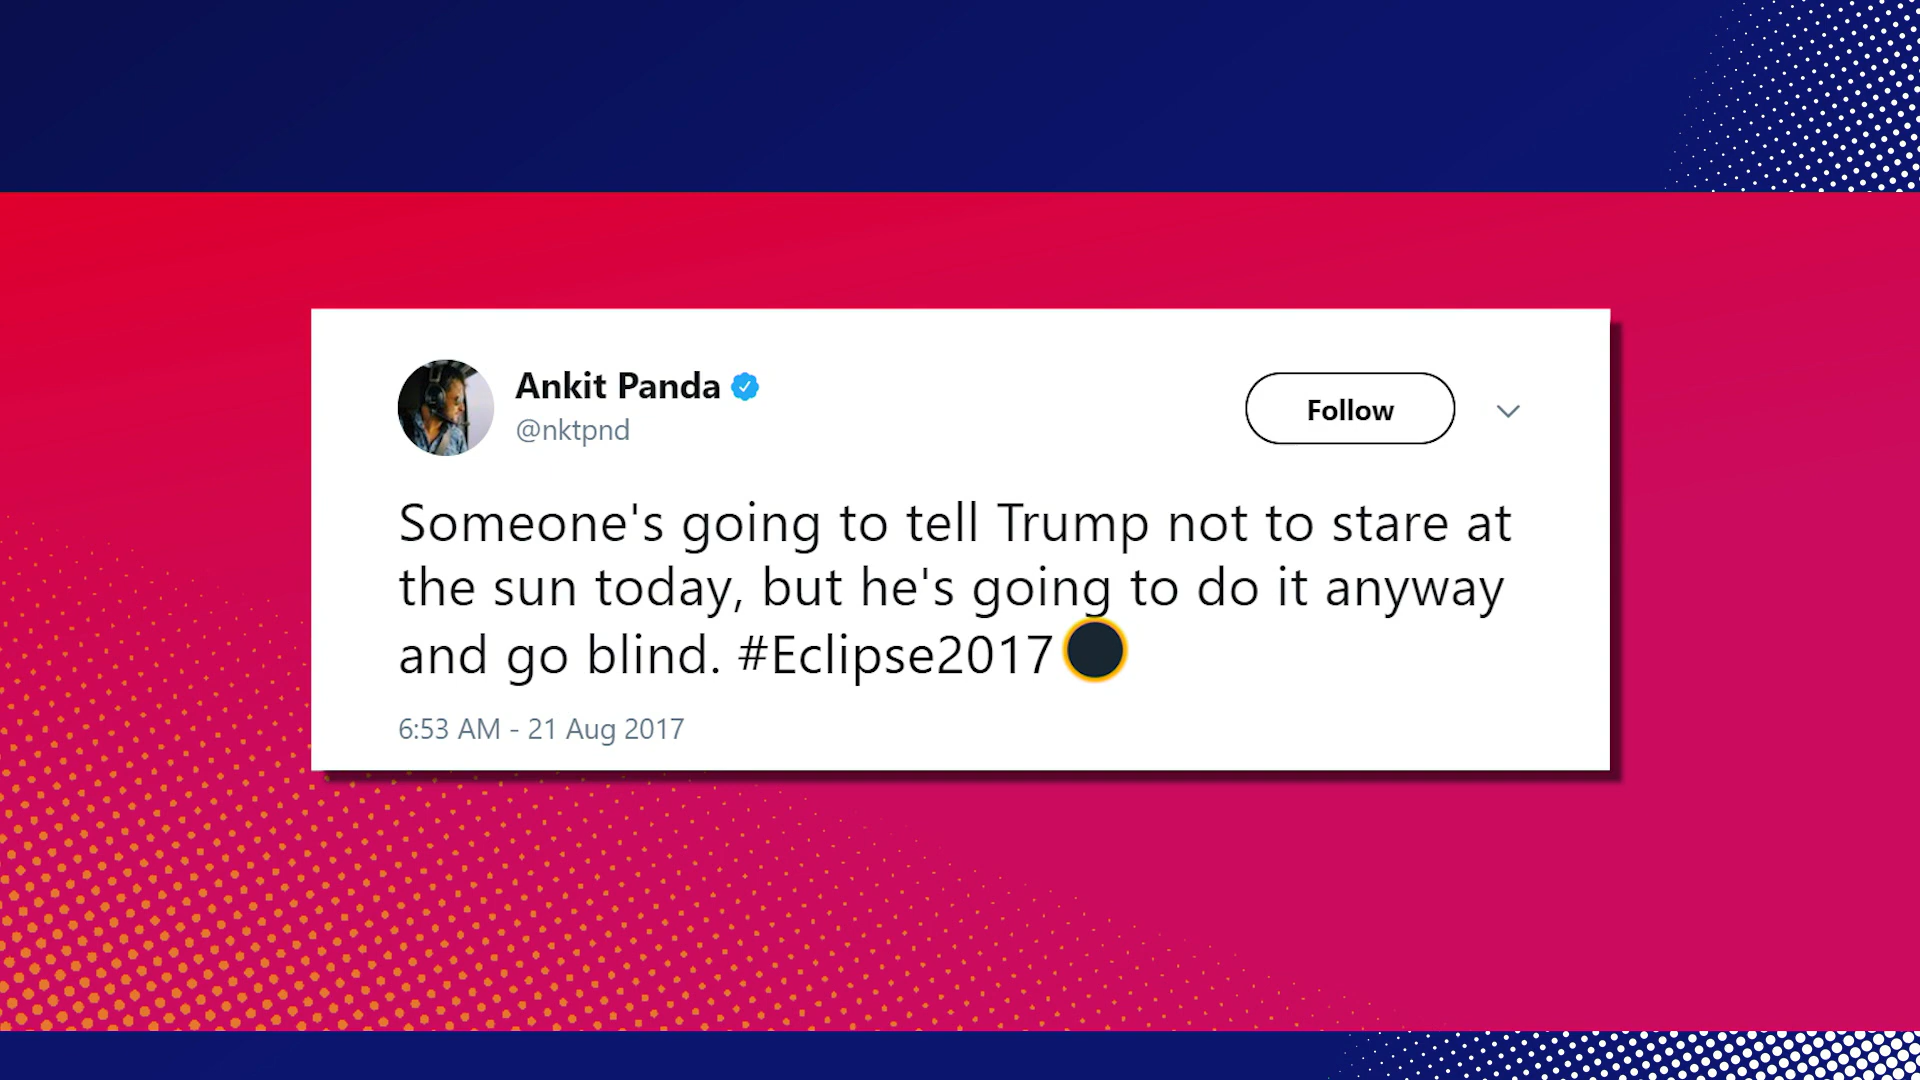 Ankit Panda
@nktpnd
Follow
Someone's going to tell Trump not to stare at
the sun today, but he's going to do it anyway
and go blind. #Eclipse2017
6:53 AM - 21 Aug 2017